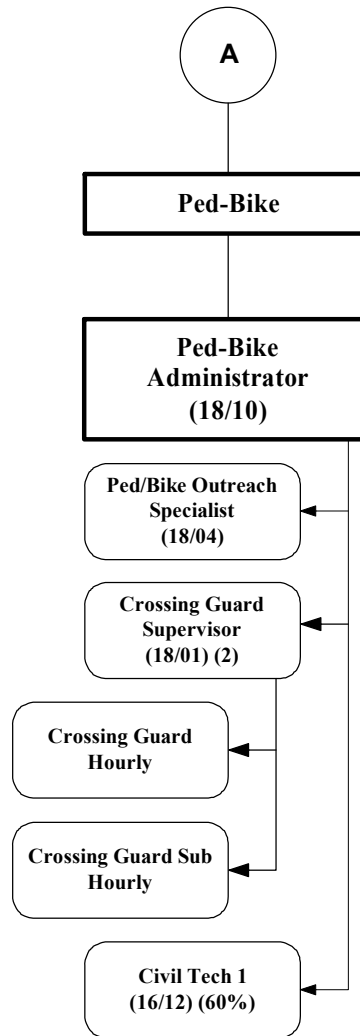 A
Ped-Bike
Ped-Bike
Administrator
(18/10)
Ped/Bike Outreach
Specialist
(18/04)
Crossing Guard
Supervisor
(18/01) (2)
Crossing Guard
Hourly
Crossing Guard Sub
Hourly
Civil Tech 1
(16/12) (60%)